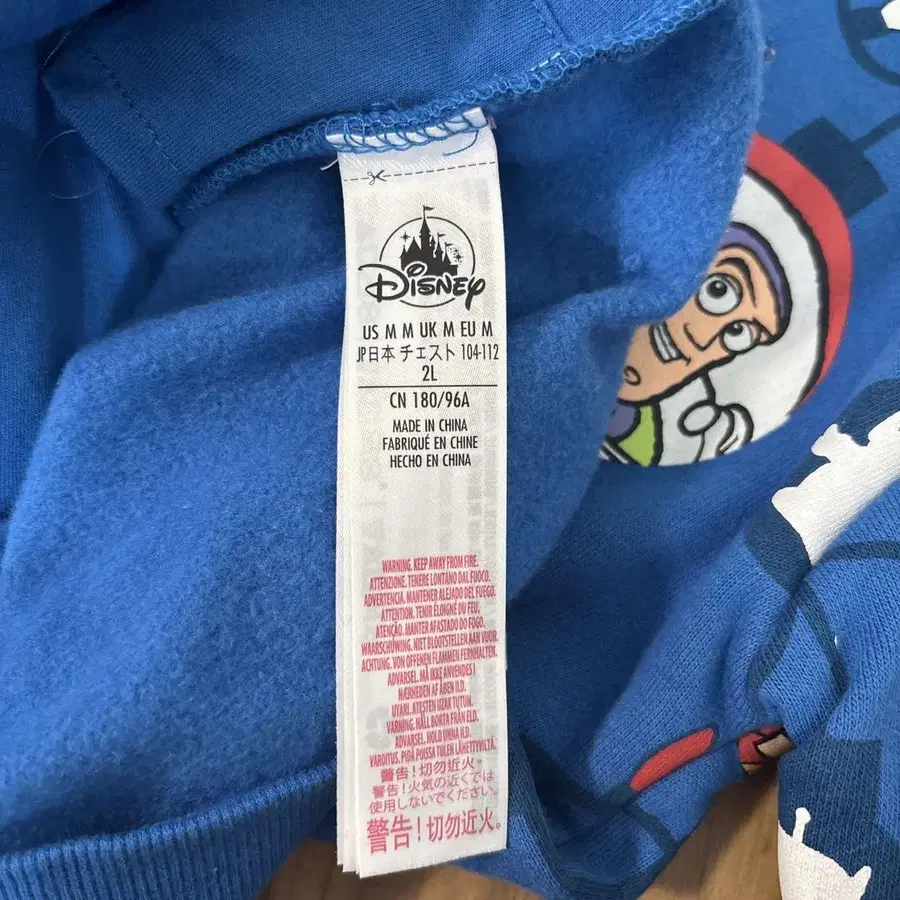 Disney
US M M UK M EU M
JP日本 チェスト 104-112
2L
CN 180/96A
MADE IN CHINA
FABRIQUÉ EN CHINE
HECHO EN CHINA
WARNING. KEEP AWAY FROM FIRE.
ATTENZIONE. TENERE LONTANO DAL FUOCO.
ADVERTENCIA. MANTENER ALEJADO DEL FUEGO.
ATTENTION. TENIR ÉLOIGNÉ DU FEU.
ATENÇÃO. MANTER AFASTADO DO FOGO.
WAARSCHUWING. NIET BLOOTSTELLEN AAN VUUR.
ACHTUNG. VON OFFENEN FLAMMEN FERNHALTEN.
ADVARSEL. MÅ IKKE ANVENDES I
NÆRHEDEN AF ÅBEN ILD.
UYARI. ATEŞTEN UZAK TUTUN.
VARNING. HÅLL BORTA FRÅN ELD.
ADVARSEL. HOLD UNNA ILD.
VAROITUS. PIDÄ POISSA TULEN LÄHETTYVILTÄ.
警告！切勿近火。
警告！火気の近くでは
使用しないでください。
警告！切勿近火。